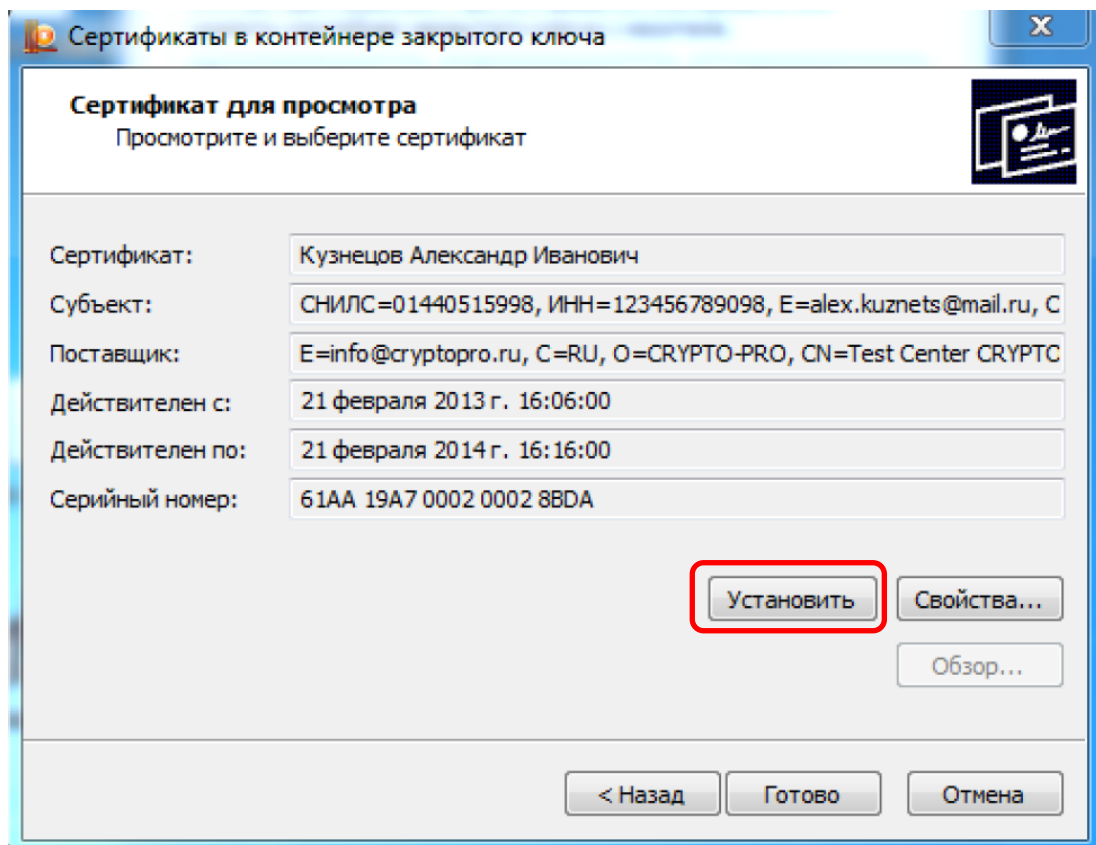 Сертификаты в контейнере закрытого ключа
Сертификат для просмотра
Просмотрите и выберите сертификат
Сертификат: Кузнецов Александр Иванович
Субъект: СНИЛС=01440515998, ИНН=123456789098, E=alex.kuznets@mail.ru, C
Поставщик: E=info@cryptopro.ru, C=RU, O=CRYPTO-PRO, CN=Test Center CRYPTO
Действителен с: 21 февраля 2013 г. 16:06:00
Действителен по: 21 февраля 2014 г. 16:16:00
Серийный номер: 61AA 19A7 0002 0002 8BDA
Установить Свойства...
Обзор...
< Назад Готово Отмена